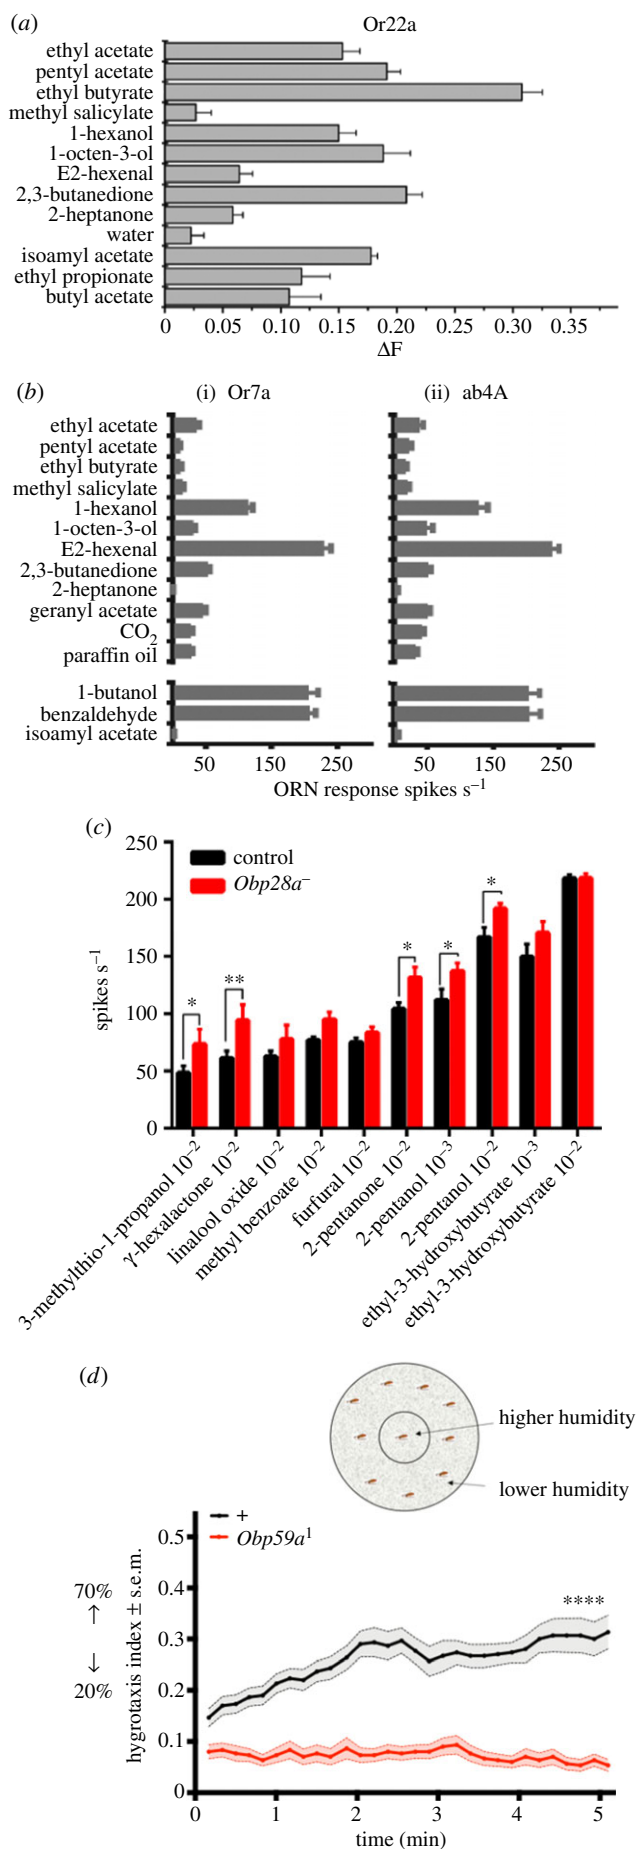 (a)
Or22a
ethyl acetate
pentyl acetate
ethyl butyrate
methyl salicylate
1-hexanol
1-octen-3-ol
E2-hexenal
2,3-butanedione
2-heptanone
water
isoamyl acetate
ethyl propionate
butyl acetate
0 0.05 0.15 0.20 0.25 0.30 0.35
ΔF
(b) (i) Or7a (ii) ab4A
ethyl acetate
pentyl acetate
ethyl butyrate
methyl salicylate
1-hexanol
1-octen-3-ol
E2-hexenal
2,3-butanedione
2-heptanone
geranyl acetate
CO2
paraffin oil
1-butanol
benzaldehyde
isoamyl acetate
50 150 250 50 150 250
ORN response spikes s–1
(c)
250
200
150
100
50
0
spikes s–1
control
Obp28a–
* ** * * *
3-methylthio-1-propanol 10–2
γ-hexalactone 10–2
linalool oxide 10–2
methyl benzoate 10–2
furfural 10–2
2-pentanone 10–2
2-pentanol 10–3
2-pentanol 10–2
ethyl-3-hydroxybutyrate 10–3
ethyl-3-hydroxybutyrate 10–2
(d)
higher humidity
lower humidity
+
Obp59a1
****
70%
↑
↓
20%
hygrotaxis index ± s.e.m.
0.5
0.4
0.3
0.2
0.1
0
0 1 2 3 4 5
time (min)